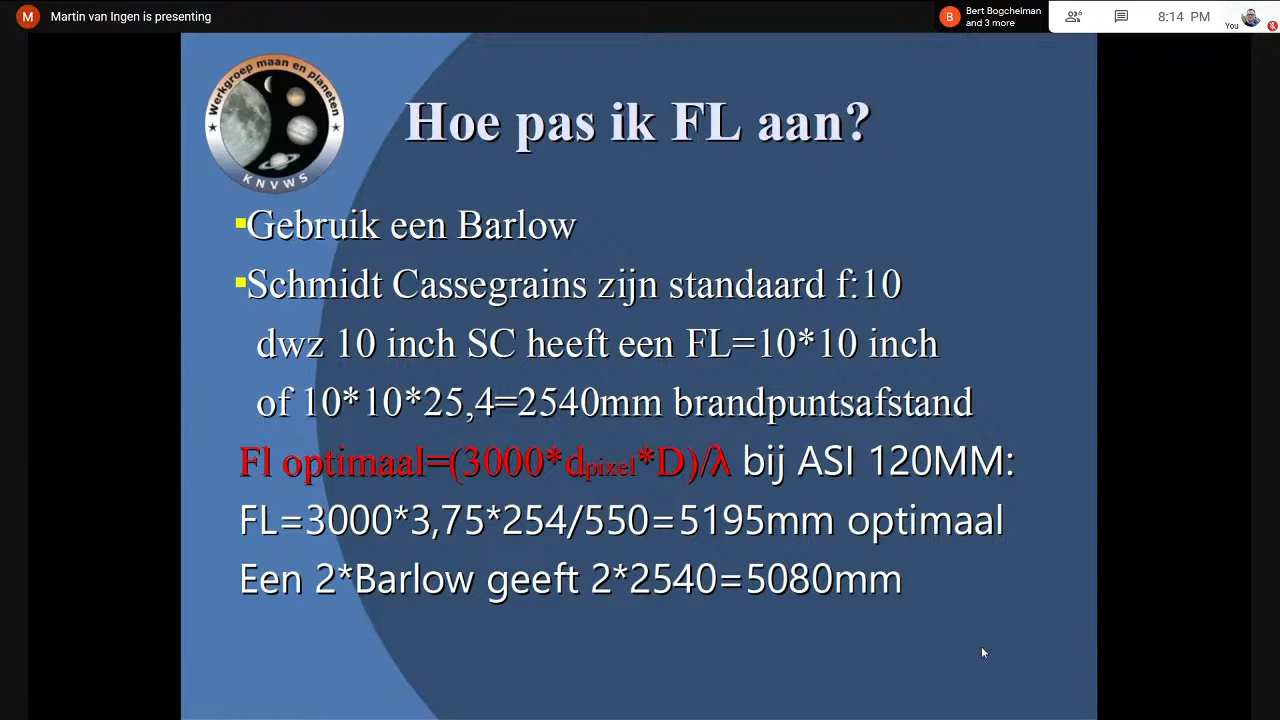 M Martin van Ingen is presenting
B Bert Bogchelman
and 3 more
6
8:14 PM
You
Werkgroep maan en planeten
KNVWS
Hoe pas ik FL aan?
Gebruik een Barlow
Schmidt Cassegrains zijn standaard f:10
dwz 10 inch SC heeft een FL=10*10 inch
of 10*10*25,4=2540mm brandpuntsafstand
Fl optimaal=(3000*dpixel*D)/λ bij ASI 120MM:
FL=3000*3,75*254/550=5195mm optimaal
Een 2*Barlow geeft 2*2540=5080mm